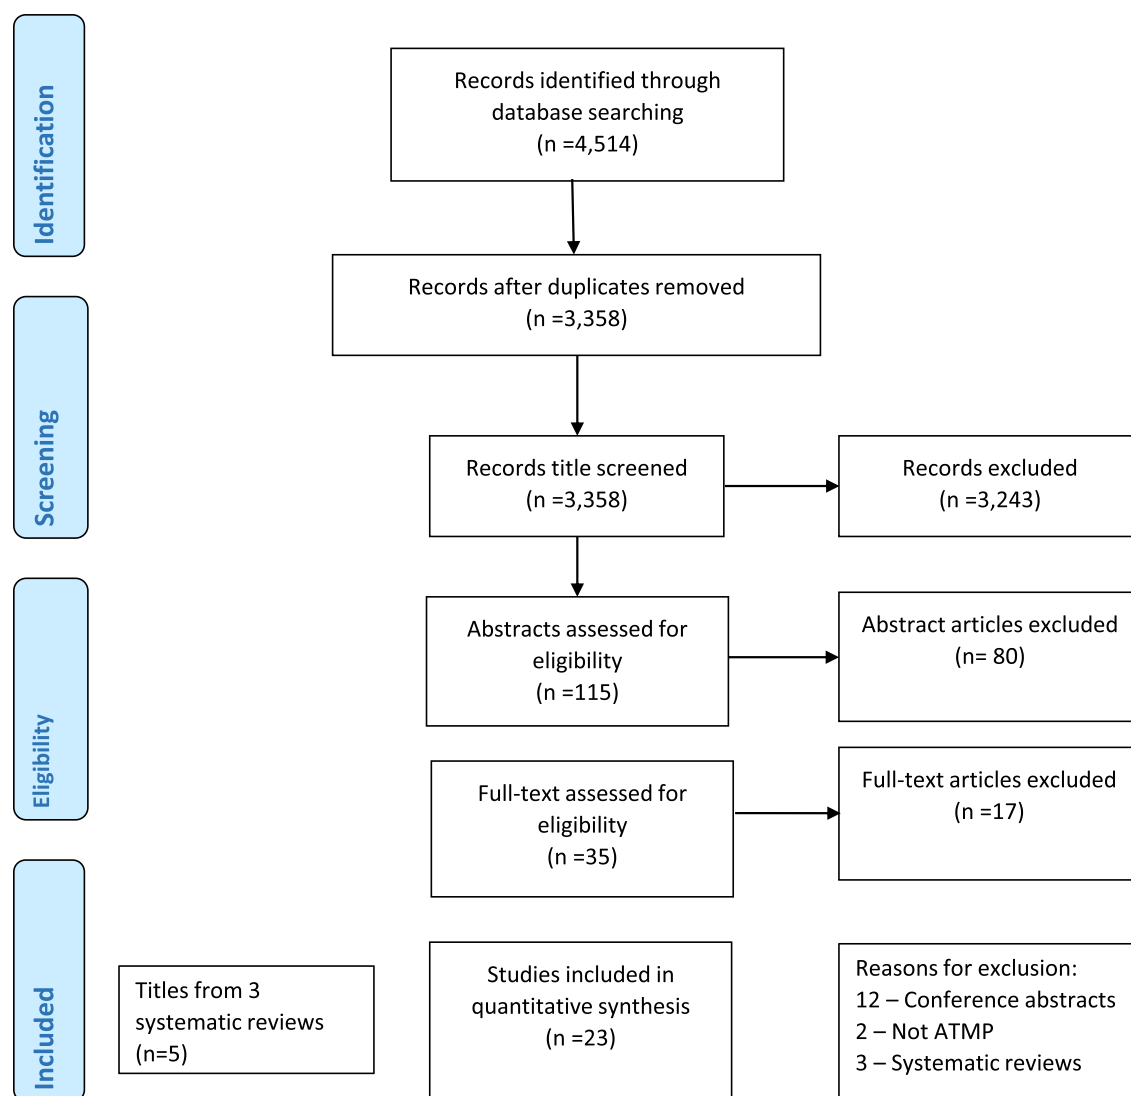 Identification
Records identified through
database searching
(n =4,514)
Records after duplicates removed
(n =3,358)
Screening
Records title screened
(n =3,358)
Records excluded
(n =3,243)
Eligibility
Abstracts assessed for
eligibility
(n =115)
Abstract articles excluded
(n= 80)
Full-text assessed for
eligibility
(n =35)
Full-text articles excluded
(n =17)
Included
Titles from 3
systematic reviews
(n=5)
Studies included in
quantitative synthesis
(n =23)
Reasons for exclusion:
12 – Conference abstracts
2 – Not ATMP
3 – Systematic reviews